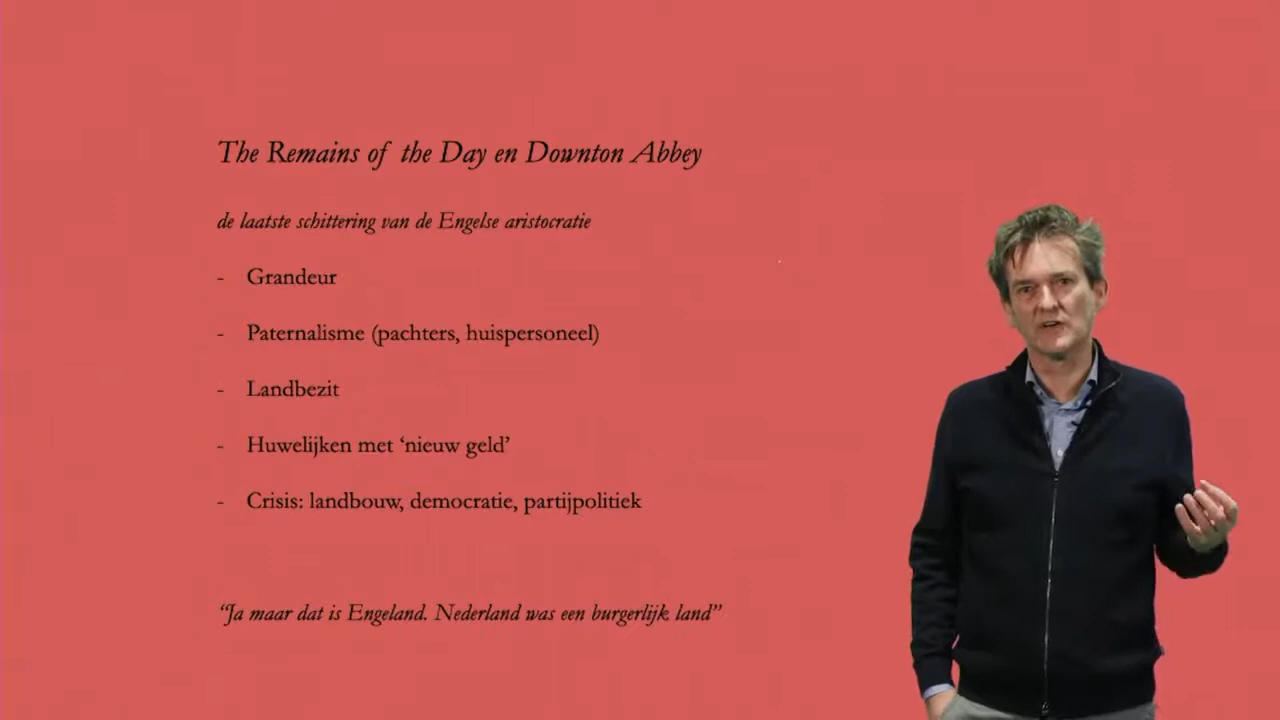 The Remains of the Day en Downton Abbey
de laatste schittering van de Engelse aristocratie
- Grandeur
- Paternalisme (pachters, huispersoneel)
- Landbezit
- Huwelijken met ‘nieuw geld’
- Crisis: landbouw, democratie, partijpolitiek
“Ja maar dat is Engeland. Nederland was een burgerlijk land”